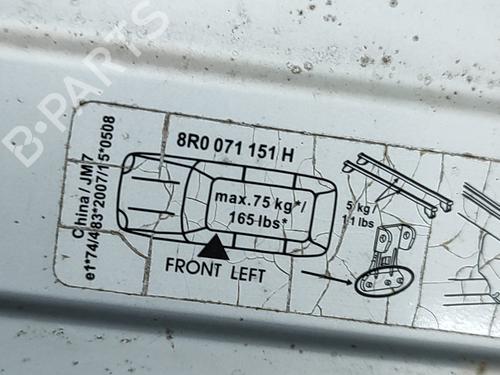 B-PARTS
8R0 071 151 H
China / JM7
e1*74/483*2007/15*0508
max.75 kg*/
165 lbs*
5 kg
11 lbs
FRONT LEFT